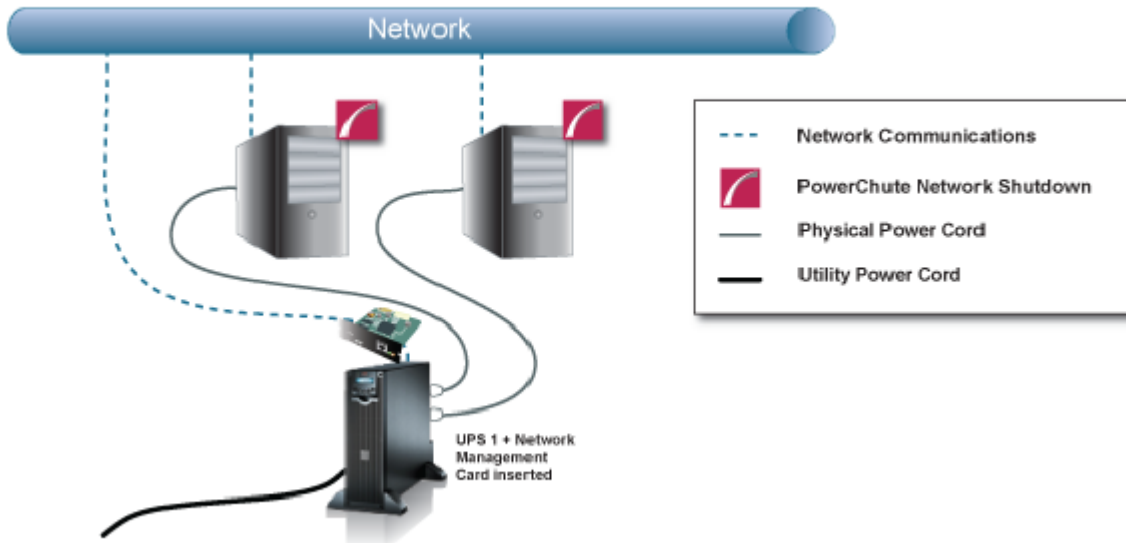 Network
Network Communications
PowerChute Network Shutdown
Physical Power Cord
Utility Power Cord
UPS 1 + Network
Management
Card inserted